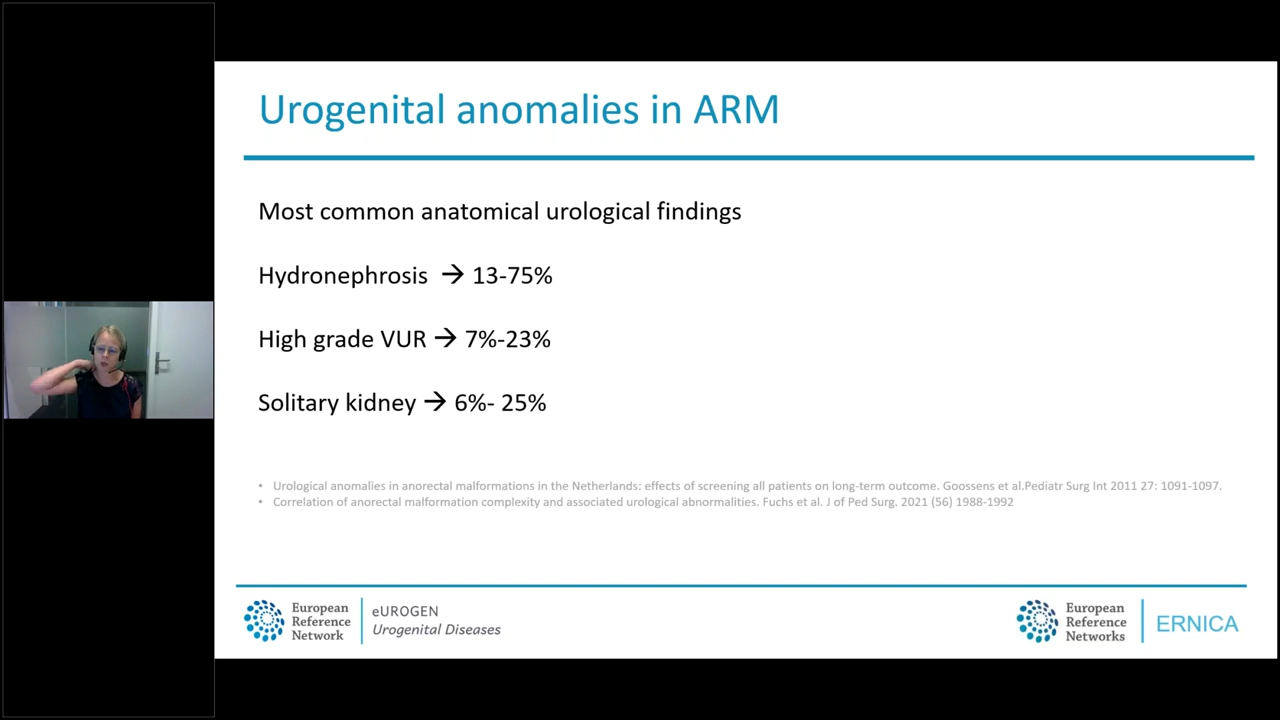 Urogenital anomalies in ARM
Most common anatomical urological findings
Hydronephrosis → 13-75%
High grade VUR → 7%-23%
Solitary kidney → 6%- 25%
• Urological anomalies in anorectal malformations in the Netherlands: effects of screening all patients on long-term outcome. Goossens et al.Pediatr Surg Int 2011 27: 1091-1097.
• Correlation of anorectal malformation complexity and associated urological abnormalities. Fuchs et al. J of Ped Surg. 2021 (56) 1988-1992
European
Reference
Network
eUROGEN
Urogenital Diseases
European
Reference
Networks
ERNICA